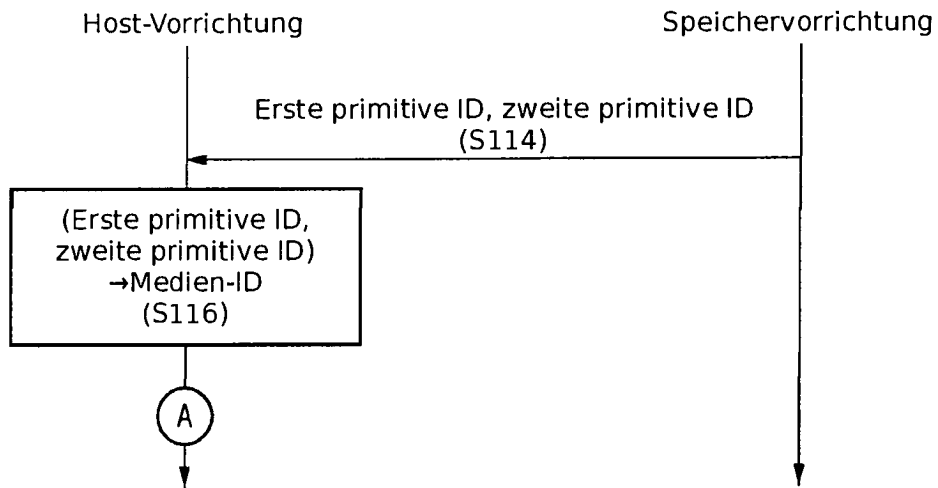 Host-Vorrichtung
Speichervorrichtung
Erste primitive ID, zweite primitive ID
(S114)
(Erste primitive ID,
zweite primitive ID)
→Medien-ID
(S116)
A